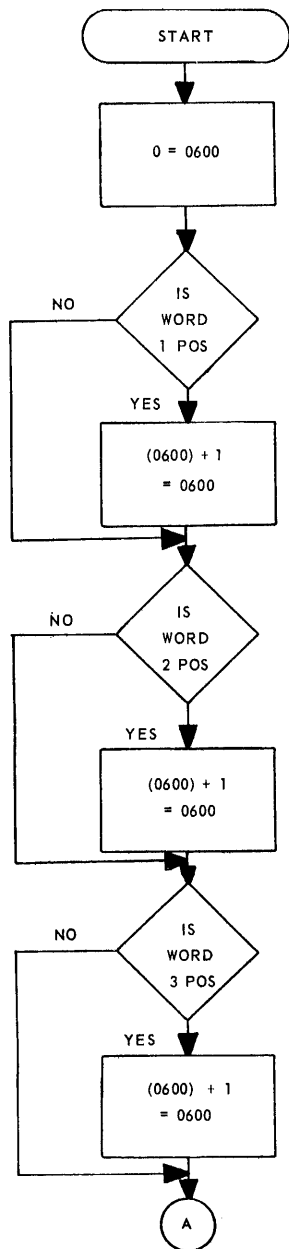 START
0 = 0600
IS
WORD
1 POS
NO
YES
(0600) + 1
= 0600
IS
WORD
2 POS
NO
YES
(0600) + 1
= 0600
IS
WORD
3 POS
NO
YES
(0600) + 1
= 0600
A